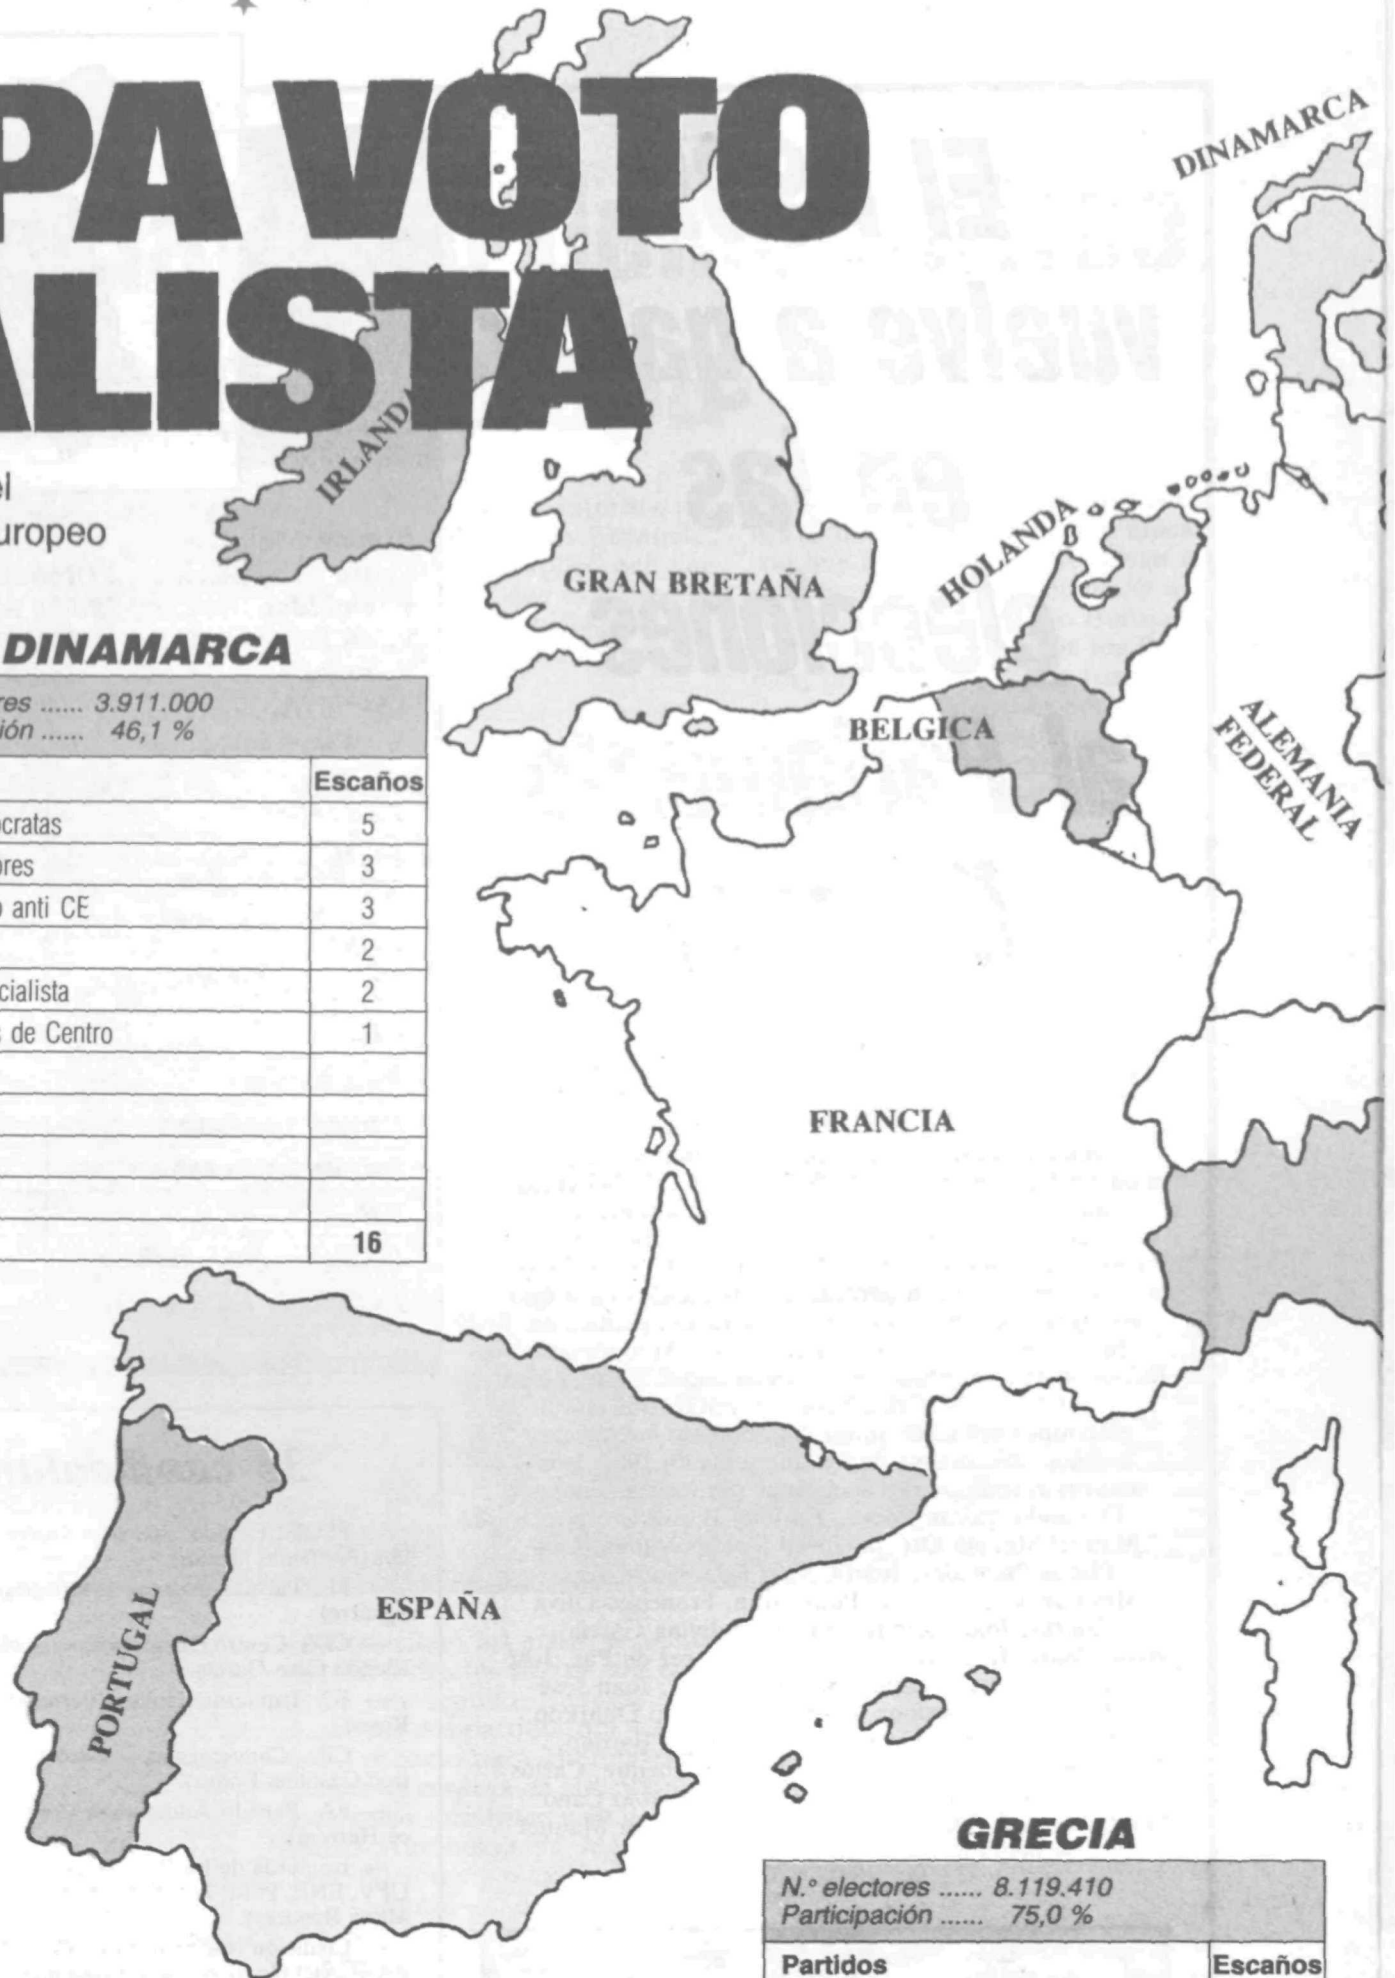 PA VOTO
ALISTA
el
uropeo
DINAMARCA
IRLANDA
GRAN BRETAÑA
HOLANDA
BELGICA
ALEMANIA
FEDERAL
FRANCIA
ESPAÑA
PORTUGAL
DINAMARCA
res ...... 3.911.000
ión ...... 46,1 %
Escaños
ócratas 5
ores 3
o anti CE 3
2
cialista 2
s de Centro 1
16
GRECIA
N.º electores ...... 8.119.410
Participación ...... 75,0 %
Partidos Escaños